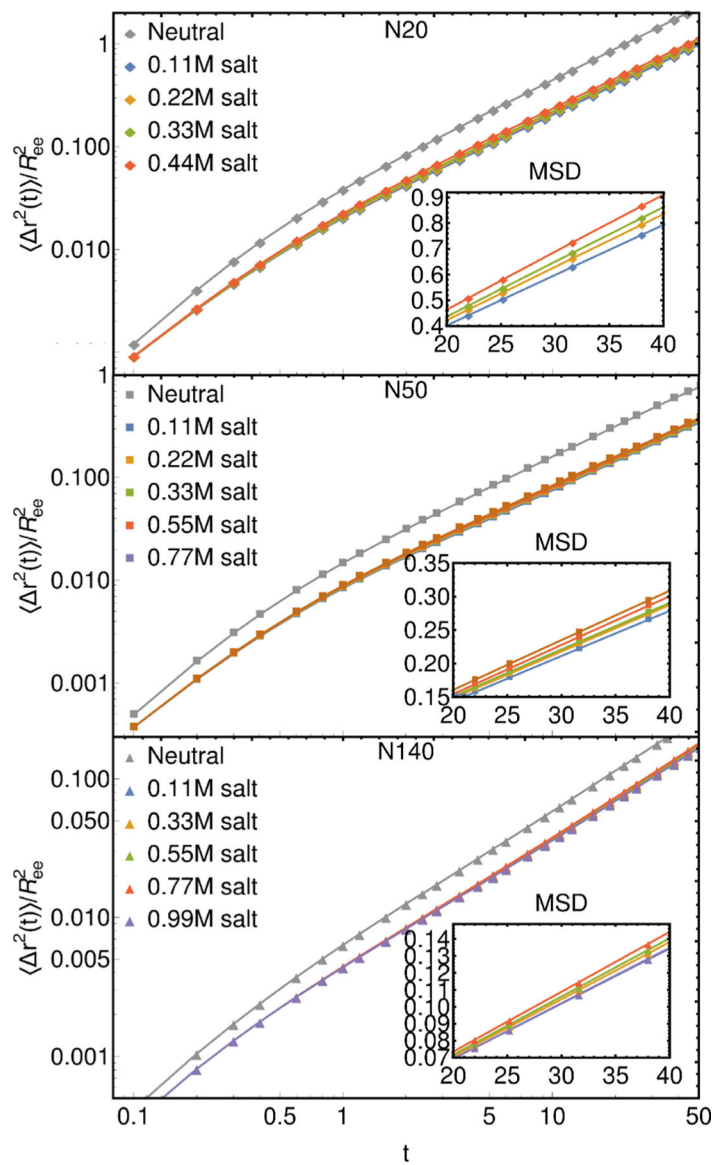 N20
Neutral
0.11M salt
0.22M salt
0.33M salt
0.44M salt
1
0.100
0.010
⟨Δr²(t)⟩/R²ee
MSD
0.9
0.8
0.7
0.6
0.5
0.4
20 25 30 35 40
N50
Neutral
0.11M salt
0.22M salt
0.33M salt
0.55M salt
0.77M salt
1
0.100
0.010
0.001
⟨Δr²(t)⟩/R²ee
MSD
0.35
0.30
0.25
0.20
0.15
20 25 30 35 40
N140
Neutral
0.11M salt
0.33M salt
0.55M salt
0.77M salt
0.99M salt
0.100
0.050
0.010
0.005
0.001
⟨Δr²(t)⟩/R²ee
MSD
0.14
0.13
0.12
0.11
0.10
0.09
0.08
0.07
20 25 30 35 40
0.1 0.5 1 5 10 50
t